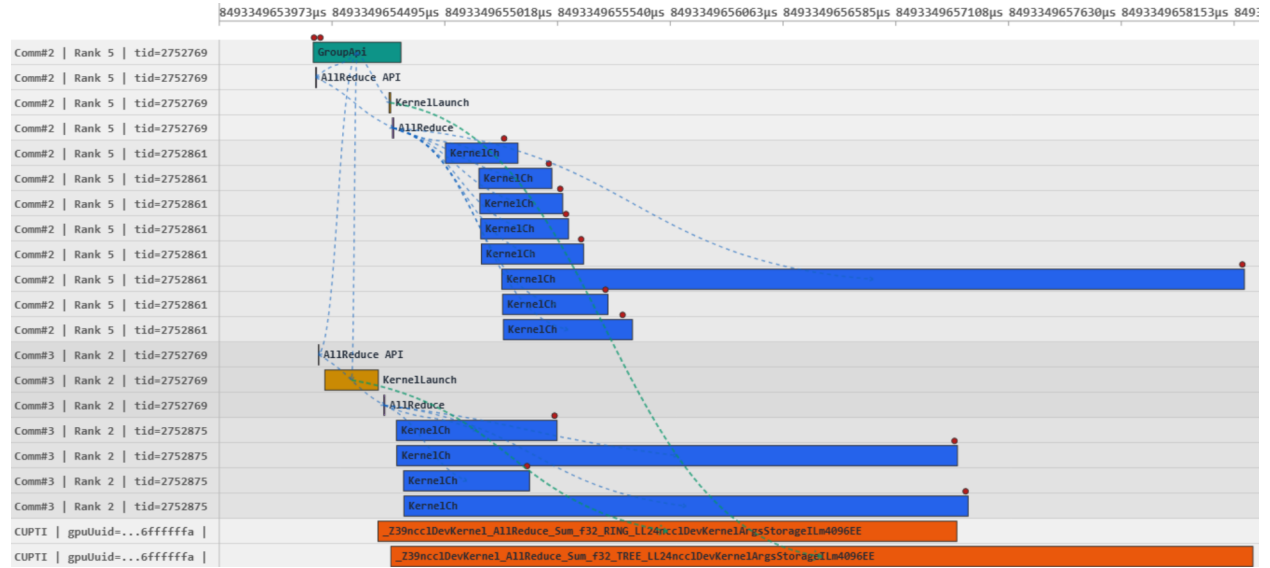 8493349653973µs 8493349654495µs 8493349655018µs 8493349655540µs 8493349656063µs 8493349656585µs 8493349657108µs 8493349657630µs 8493349658153µs 8493
Comm#2 | Rank 5 | tid=2752769 GroupApi
Comm#2 | Rank 5 | tid=2752769 AllReduce API
Comm#2 | Rank 5 | tid=2752769 KernelLaunch
Comm#2 | Rank 5 | tid=2752769 AllReduce
Comm#2 | Rank 5 | tid=2752861 KernelCh
Comm#2 | Rank 5 | tid=2752861 KernelCh
Comm#2 | Rank 5 | tid=2752861 KernelCh
Comm#2 | Rank 5 | tid=2752861 KernelCh
Comm#2 | Rank 5 | tid=2752861 KernelCh
Comm#2 | Rank 5 | tid=2752861 KernelCh
Comm#2 | Rank 5 | tid=2752861 KernelCh
Comm#2 | Rank 5 | tid=2752861 KernelCh
Comm#3 | Rank 2 | tid=2752769 AllReduce API
Comm#3 | Rank 2 | tid=2752769 KernelLaunch
Comm#3 | Rank 2 | tid=2752769 AllReduce
Comm#3 | Rank 2 | tid=2752875 KernelCh
Comm#3 | Rank 2 | tid=2752875 KernelCh
Comm#3 | Rank 2 | tid=2752875 KernelCh
Comm#3 | Rank 2 | tid=2752875 KernelCh
CUPTI | gpuUuid=...6ffffffa | _Z39ncclDevKernel_AllReduce_Sum_f32_RING_LL24ncclDevKernelArgsStorageILm4096EE
CUPTI | gpuUuid=...6ffffffa | _Z39ncclDevKernel_AllReduce_Sum_f32_TREE_LL24ncclDevKernelArgsStorageILm4096EE